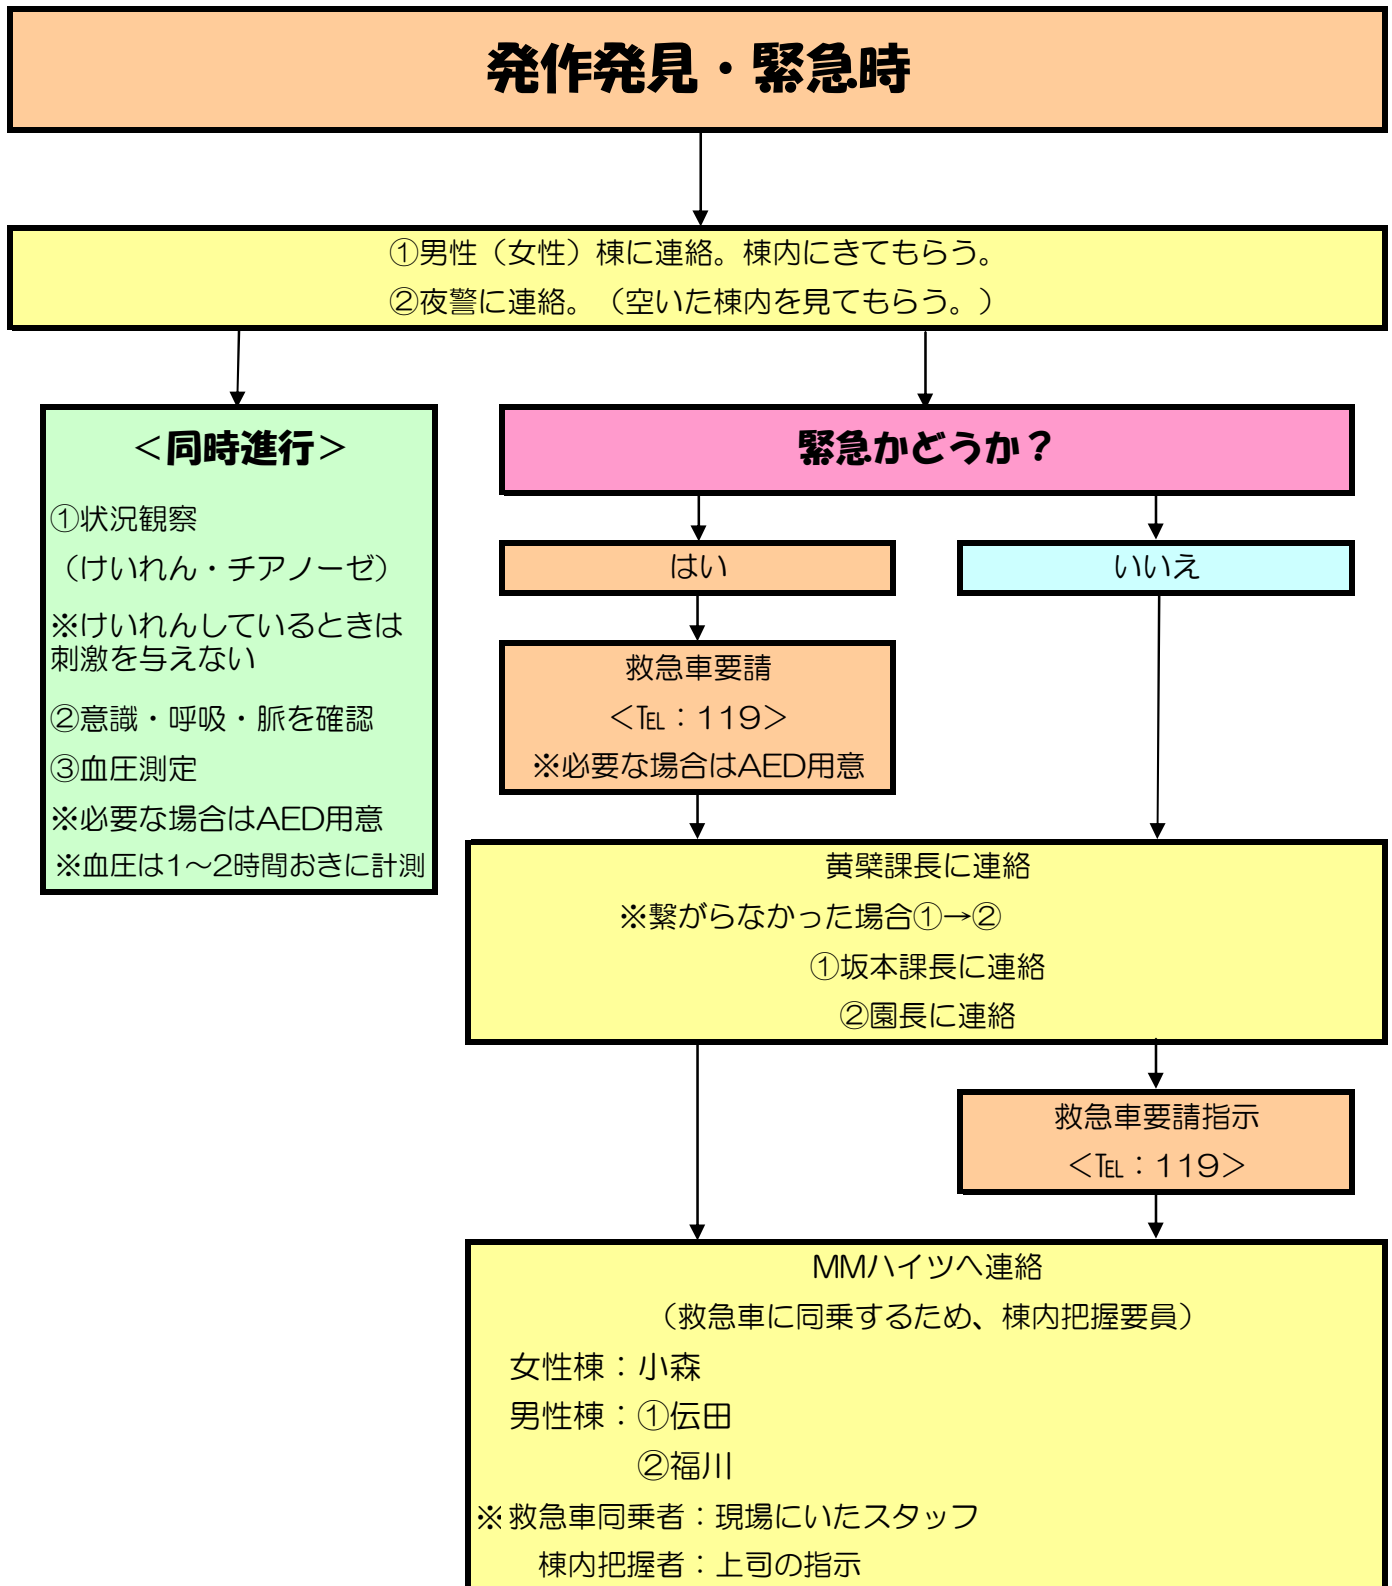 発作発見・緊急時
①男性（女性）棟に連絡。棟内にきてもらう。
②夜警に連絡。（空いた棟内を見てもらう。）
＜同時進行＞
①状況観察
（けいれん・チアノーゼ）
※けいれんしているときは
刺激を与えない
②意識・呼吸・脈を確認
③血圧測定
※必要な場合はAED用意
※血圧は1～2時間おきに計測
緊急かどうか？
はい
いいえ
救急車要請
＜℡：119＞
※必要な場合はAED用意
黄檗課長に連絡
※繋がらなかった場合①→②
①坂本課長に連絡
②園長に連絡
救急車要請指示
＜℡：119＞
MMハイツへ連絡
（救急車に同乗するため、棟内把握要員）
女性棟：小森
男性棟：①伝田
②福川
※救急車同乗者：現場にいたスタッフ
棟内把握者：上司の指示